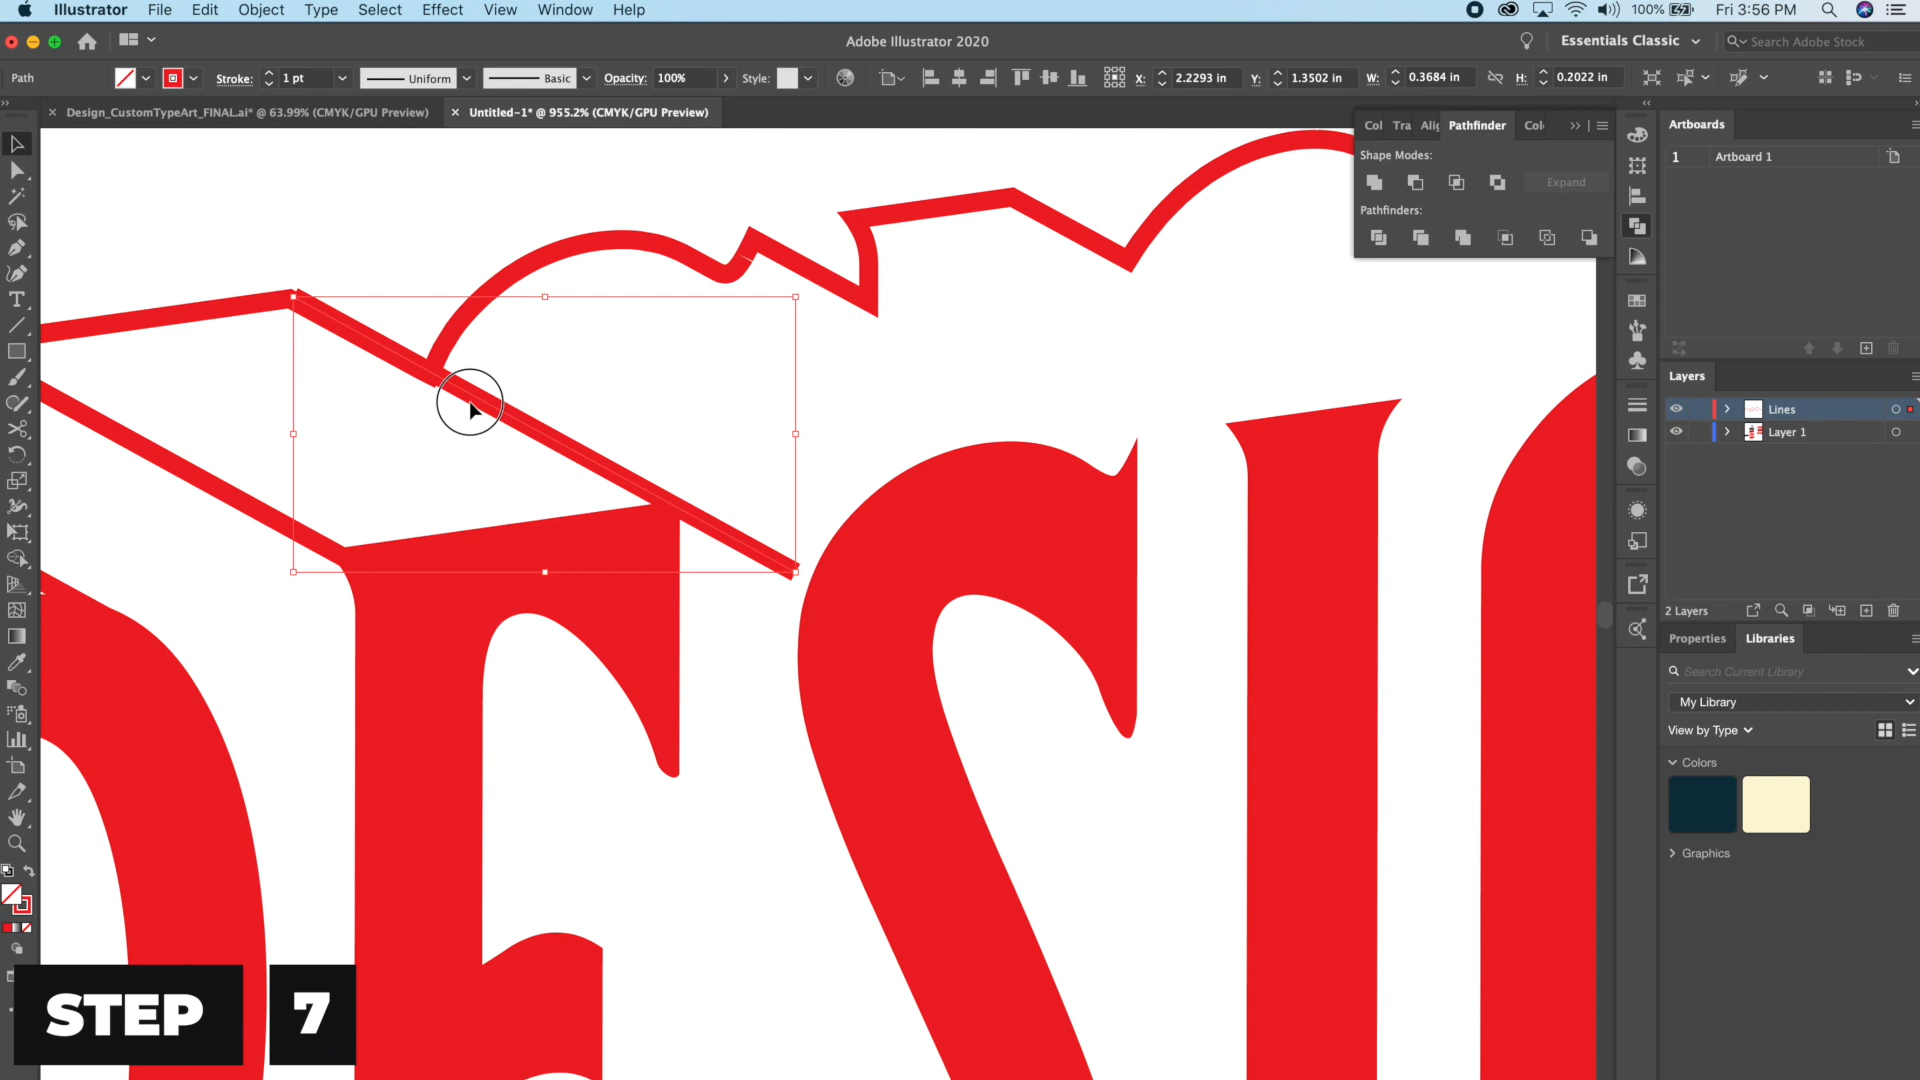 Illustrator File Edit Object Type Select Effect View Window Help 100% Fri 3:56 PM
Adobe Illustrator 2020 Essentials Classic Search Adobe Stock
Path Stroke: 1 pt Uniform Basic Opacity: 100% Style: X: 2.2293 in Y: 1.3502 in W: 0.3684 in H: 0.2022 in
Design_CustomTypeArt_FINAL.ai* @ 63.99% (CMYK/GPU Preview) Untitled-1* @ 955.2% (CMYK/GPU Preview)
Col Tra Alig Pathfinder Colo
Shape Modes:
Expand
Pathfinders:
Artboards
1 Artboard 1
Layers
Lines
Layer 1
2 Layers
Properties Libraries
Search Current Library
My Library
View by Type
Colors
Graphics
STEP 7